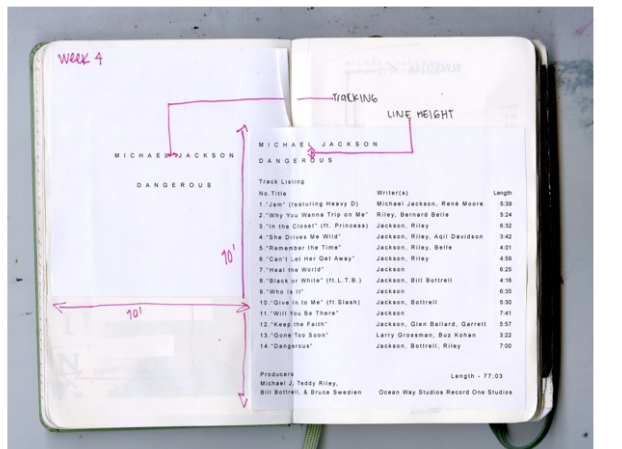 Week 4
TRACKING
LINE HEIGHT
MICHAEL JACKSON
DANGEROUS
10'
10'
MICHAEL JACKSON
DANGEROUS
Track Listing
No. Title Writer(s) Length
1. "Jam" (featuring Heavy D) Michael Jackson, René Moore 5:39
2. "Why You Wanna Trip on Me" Riley, Bernard Belle 5:24
3. "In the Closet" (ft. Princess) Jackson, Riley 6:32
4. "She Drives Me Wild" Jackson, Riley, Aqil Davidson 3:42
5. "Remember the Time" Jackson, Riley, Belle 4:01
6. "Can't Let Her Get Away" Jackson, Riley 4:59
7. "Heal the World" Jackson 6:25
8. "Black or White" (ft. L.T.B.) Jackson, Bill Bottrell 4:16
9. "Who Is It" Jackson 6:35
10. "Give In to Me" (ft. Slash) Jackson, Bottrell 5:30
11. "Will You Be There" Jackson 7:41
12. "Keep the Faith" Jackson, Glen Ballard, Garrett 5:57
13. "Gone Too Soon" Larry Grossman, Buz Kohan 3:22
14. "Dangerous" Jackson, Bottrell, Riley 7:00
Producers Length - 77;03
Michael J, Teddy Riley,
Bill Bottrell, & Bruce Swedien Ocean Way Studios Record One Studios